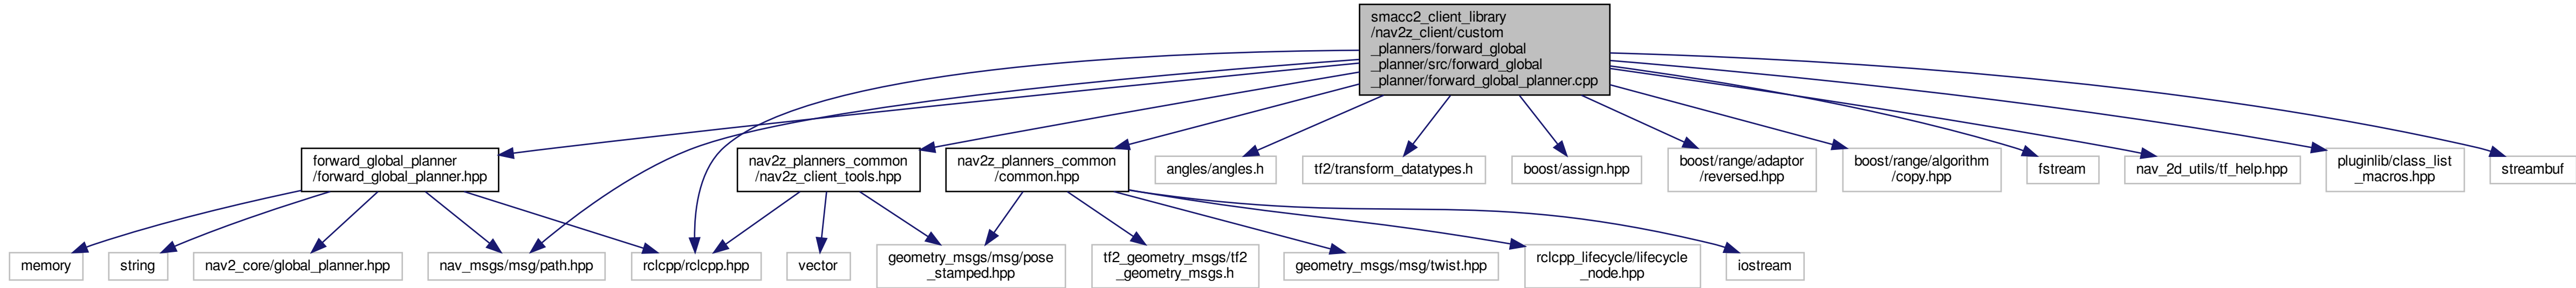 smacc2_client_library
/nav2z_client/custom
_planners/forward_global
_planner/src/forward_global
_planner/forward_global_planner.cpp
forward_global_planner
/forward_global_planner.hpp
nav2z_planners_common
/nav2z_client_tools.hpp
nav2z_planners_common
/common.hpp
angles/angles.h
tf2/transform_datatypes.h
boost/assign.hpp
boost/range/adaptor
/reversed.hpp
boost/range/algorithm
/copy.hpp
fstream
nav_2d_utils/tf_help.hpp
pluginlib/class_list
_macros.hpp
streambuf
memory
string
nav2_core/global_planner.hpp
nav_msgs/msg/path.hpp
rclcpp/rclcpp.hpp
vector
geometry_msgs/msg/pose
_stamped.hpp
tf2_geometry_msgs/tf2
_geometry_msgs.h
geometry_msgs/msg/twist.hpp
rclcpp_lifecycle/lifecycle
_node.hpp
iostream